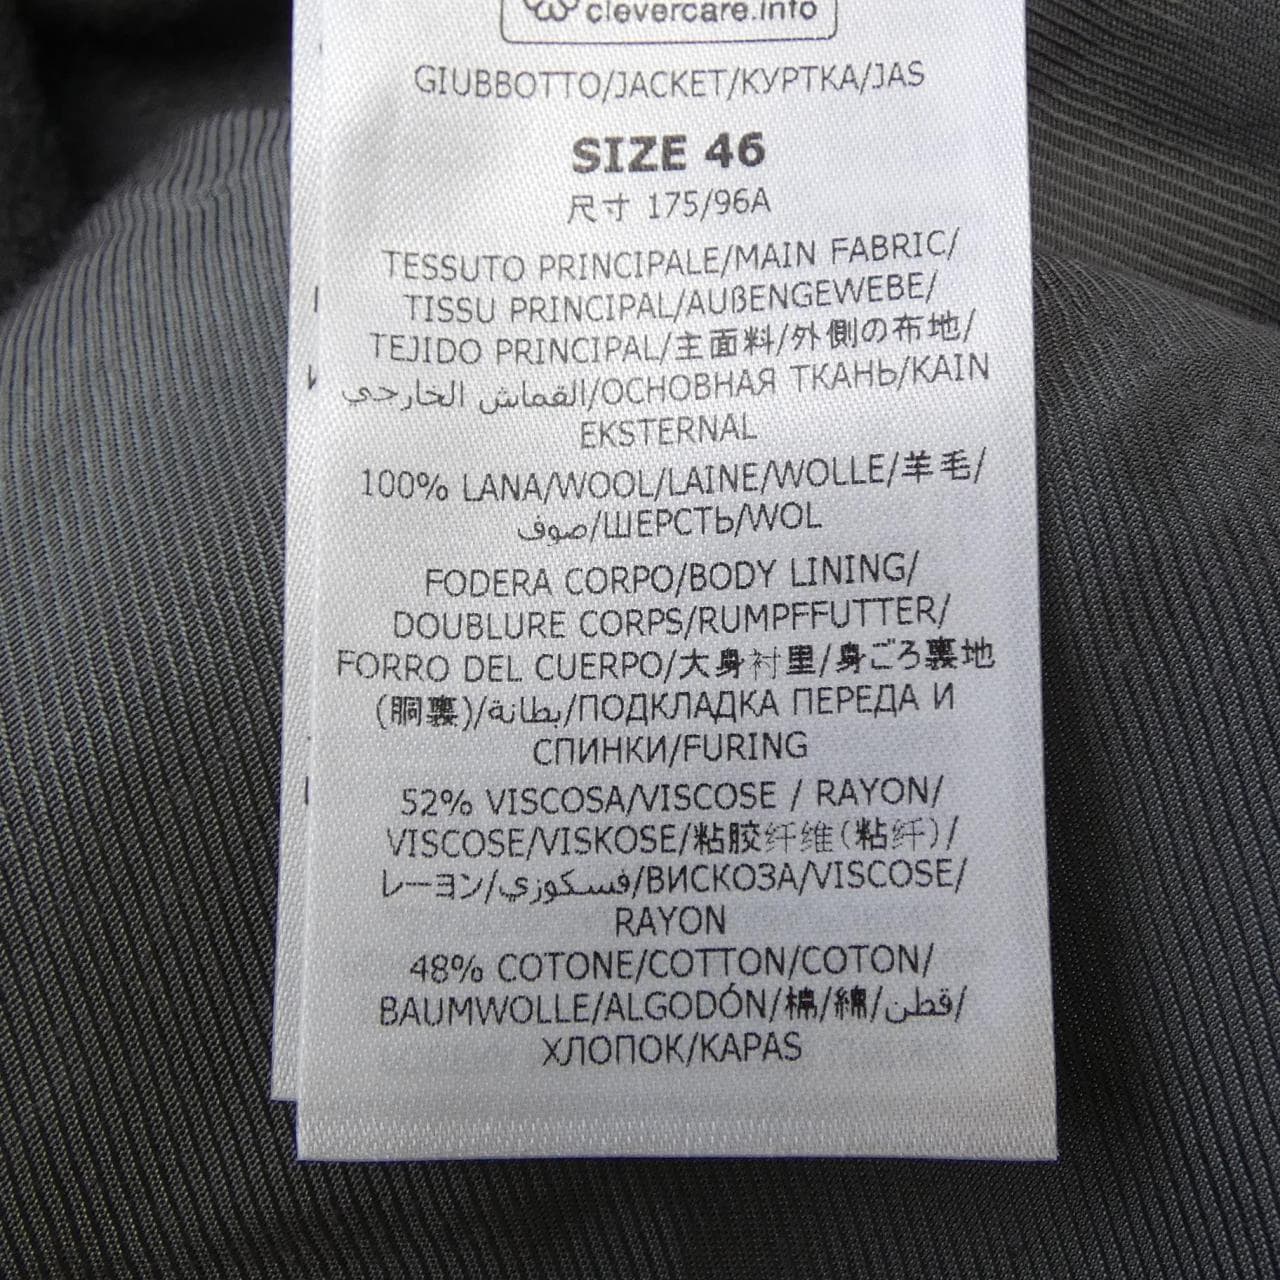 clevercare.info
GIUBBOTTO/JACKET/КУРТКА/JAS
SIZE 46
尺寸 175/96A
TESSUTO PRINCIPALE/MAIN FABRIC/
TISSU PRINCIPAL/AUßENGEWEBE/
TEJIDO PRINCIPAL/主面料/外側の布地/
القماش الخارجي/ОСНОВНАЯ ТКАНЬ/KAIN
EKSTERNAL
100% LANA/WOOL/LAINE/WOLLE/羊毛/
صوف/ШЕРСТЬ/WOL
FODERA CORPO/BODY LINING/
DOUBLURE CORPS/RUMPFFUTTER/
FORRO DEL CUERPO/大身衬里/身ごろ裏地
(胴裏)/بطانة/ПОДКЛАДКА ПЕРЕДА И
СПИНКИ/FURING
52% VISCOSA/VISCOSE / RAYON/
VISCOSE/VISKOSE/粘胶纤维(粘纤)/
レーヨン/فسكوزي/ВИСКОЗА/VISCOSE/
RAYON
48% COTONE/COTTON/COTON/
BAUMWOLLE/ALGODÓN/棉/綿/قطن/
ХЛОПОК/KAPAS